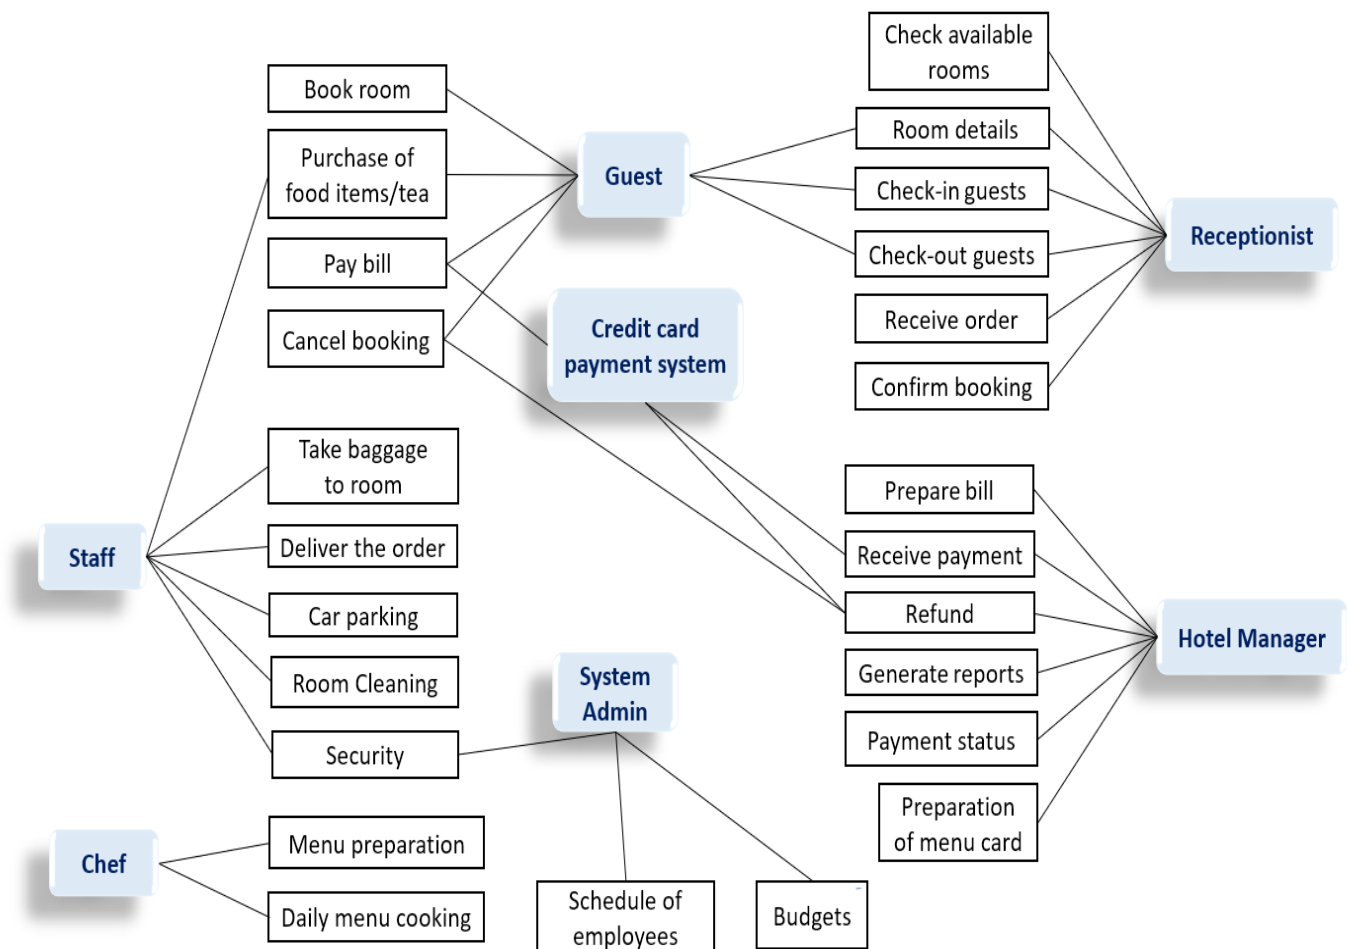 Check available
rooms
Book room
Room details
Purchase of
food items/tea
Guest
Check-in guests
Receptionist
Pay bill
Check-out guests
Credit card
payment system
Receive order
Cancel booking
Confirm booking
Take baggage
to room
Prepare bill
Staff
Deliver the order
Receive payment
Car parking
Refund
Hotel Manager
Room Cleaning
System
Admin
Generate reports
Security
Payment status
Preparation
of menu card
Chef
Menu preparation
Daily menu cooking
Schedule of
employees
Budgets